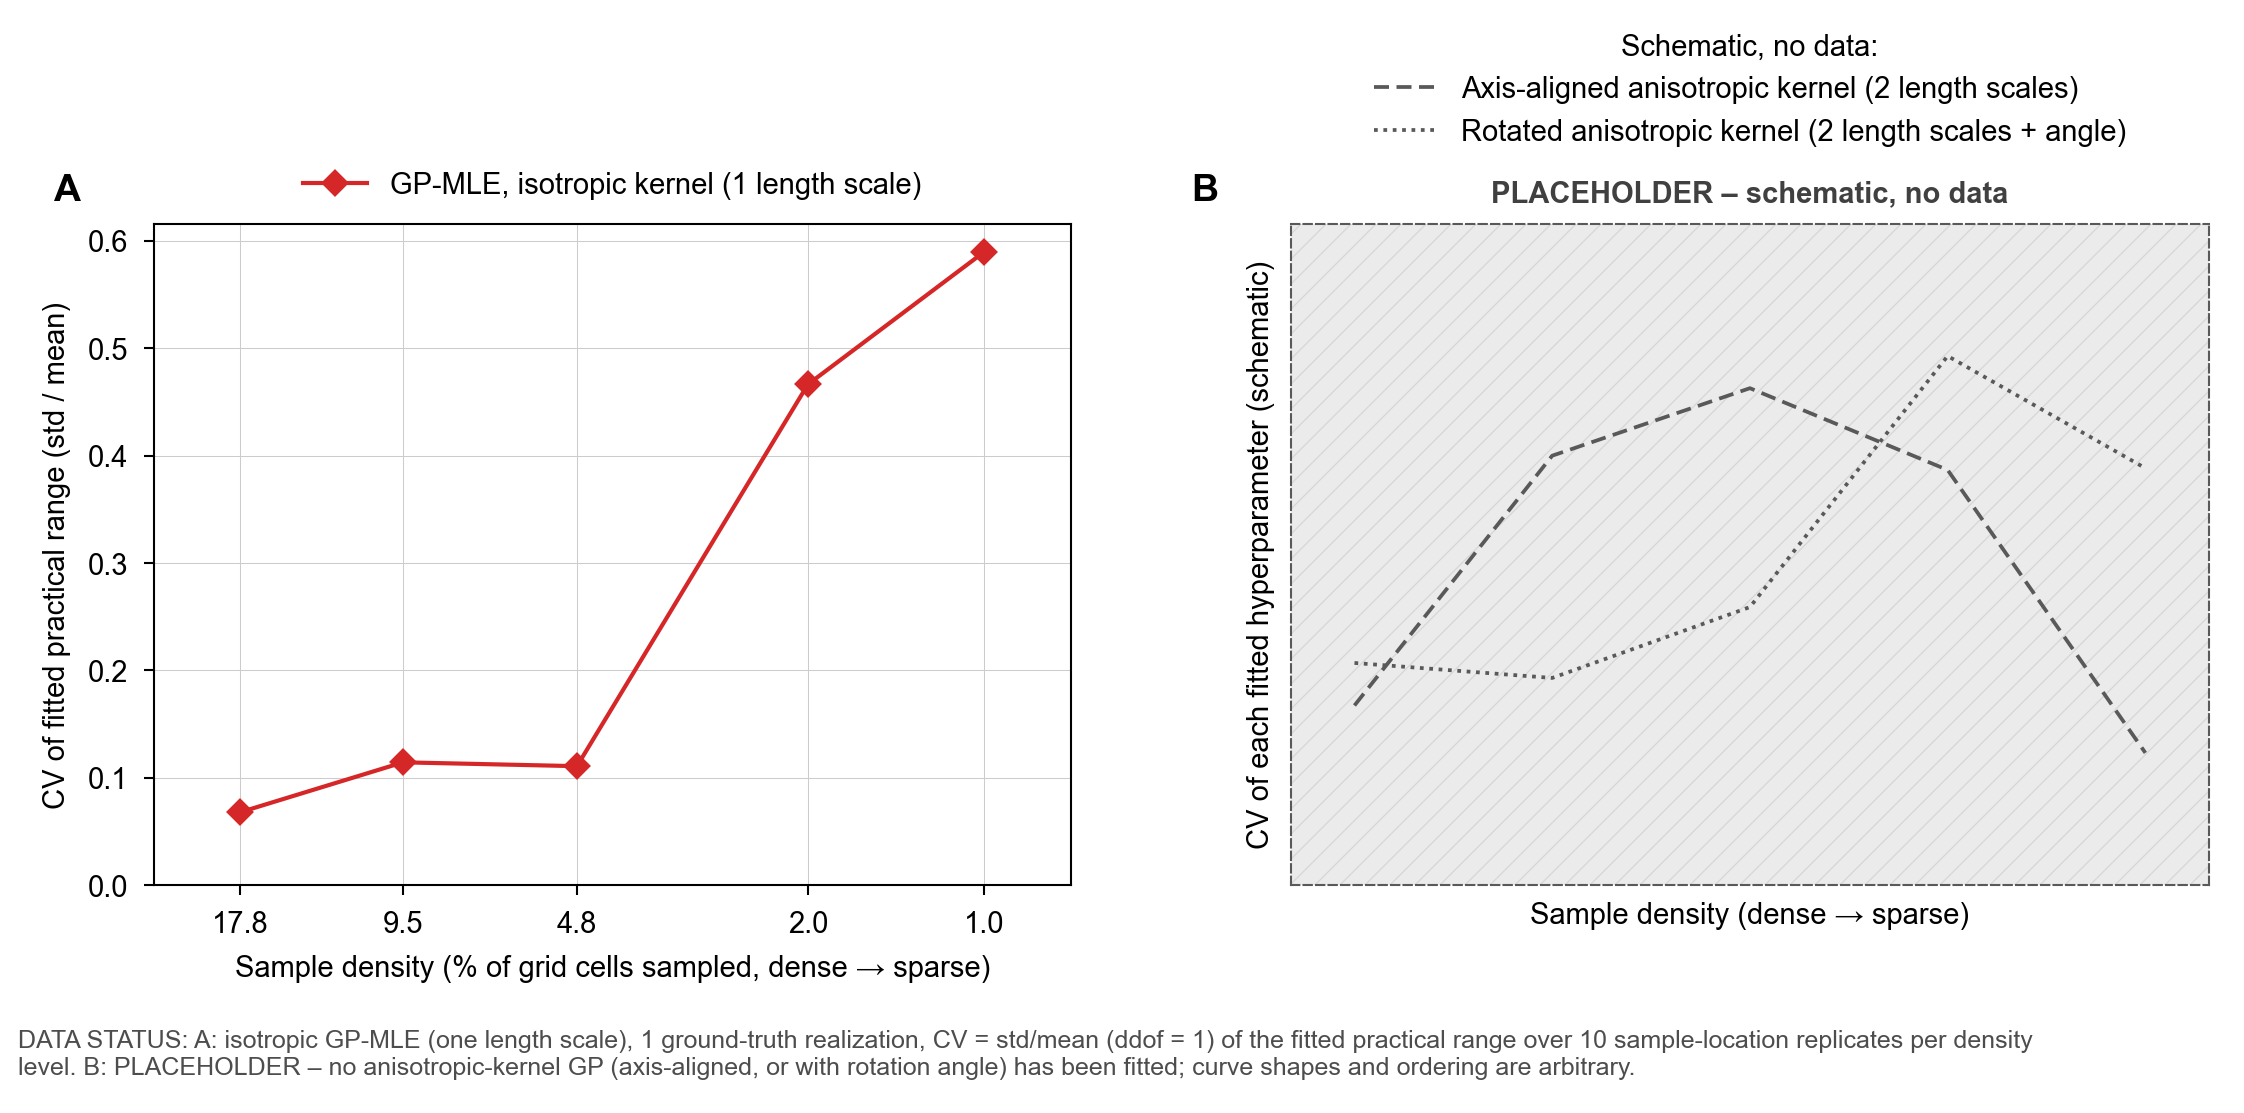 A
GP-MLE, isotropic kernel (1 length scale)
CV of fitted practical range (std / mean)
0.6
0.5
0.4
0.3
0.2
0.1
0.0
17.8 9.5 4.8 2.0 1.0
Sample density (% of grid cells sampled, dense → sparse)
Schematic, no data:
Axis-aligned anisotropic kernel (2 length scales)
Rotated anisotropic kernel (2 length scales + angle)
B
PLACEHOLDER – schematic, no data
CV of each fitted hyperparameter (schematic)
Sample density (dense → sparse)
DATA STATUS: A: isotropic GP-MLE (one length scale), 1 ground-truth realization, CV = std/mean (ddof = 1) of the fitted practical range over 10 sample-location replicates per density
level. B: PLACEHOLDER – no anisotropic-kernel GP (axis-aligned, or with rotation angle) has been fitted; curve shapes and ordering are arbitrary.